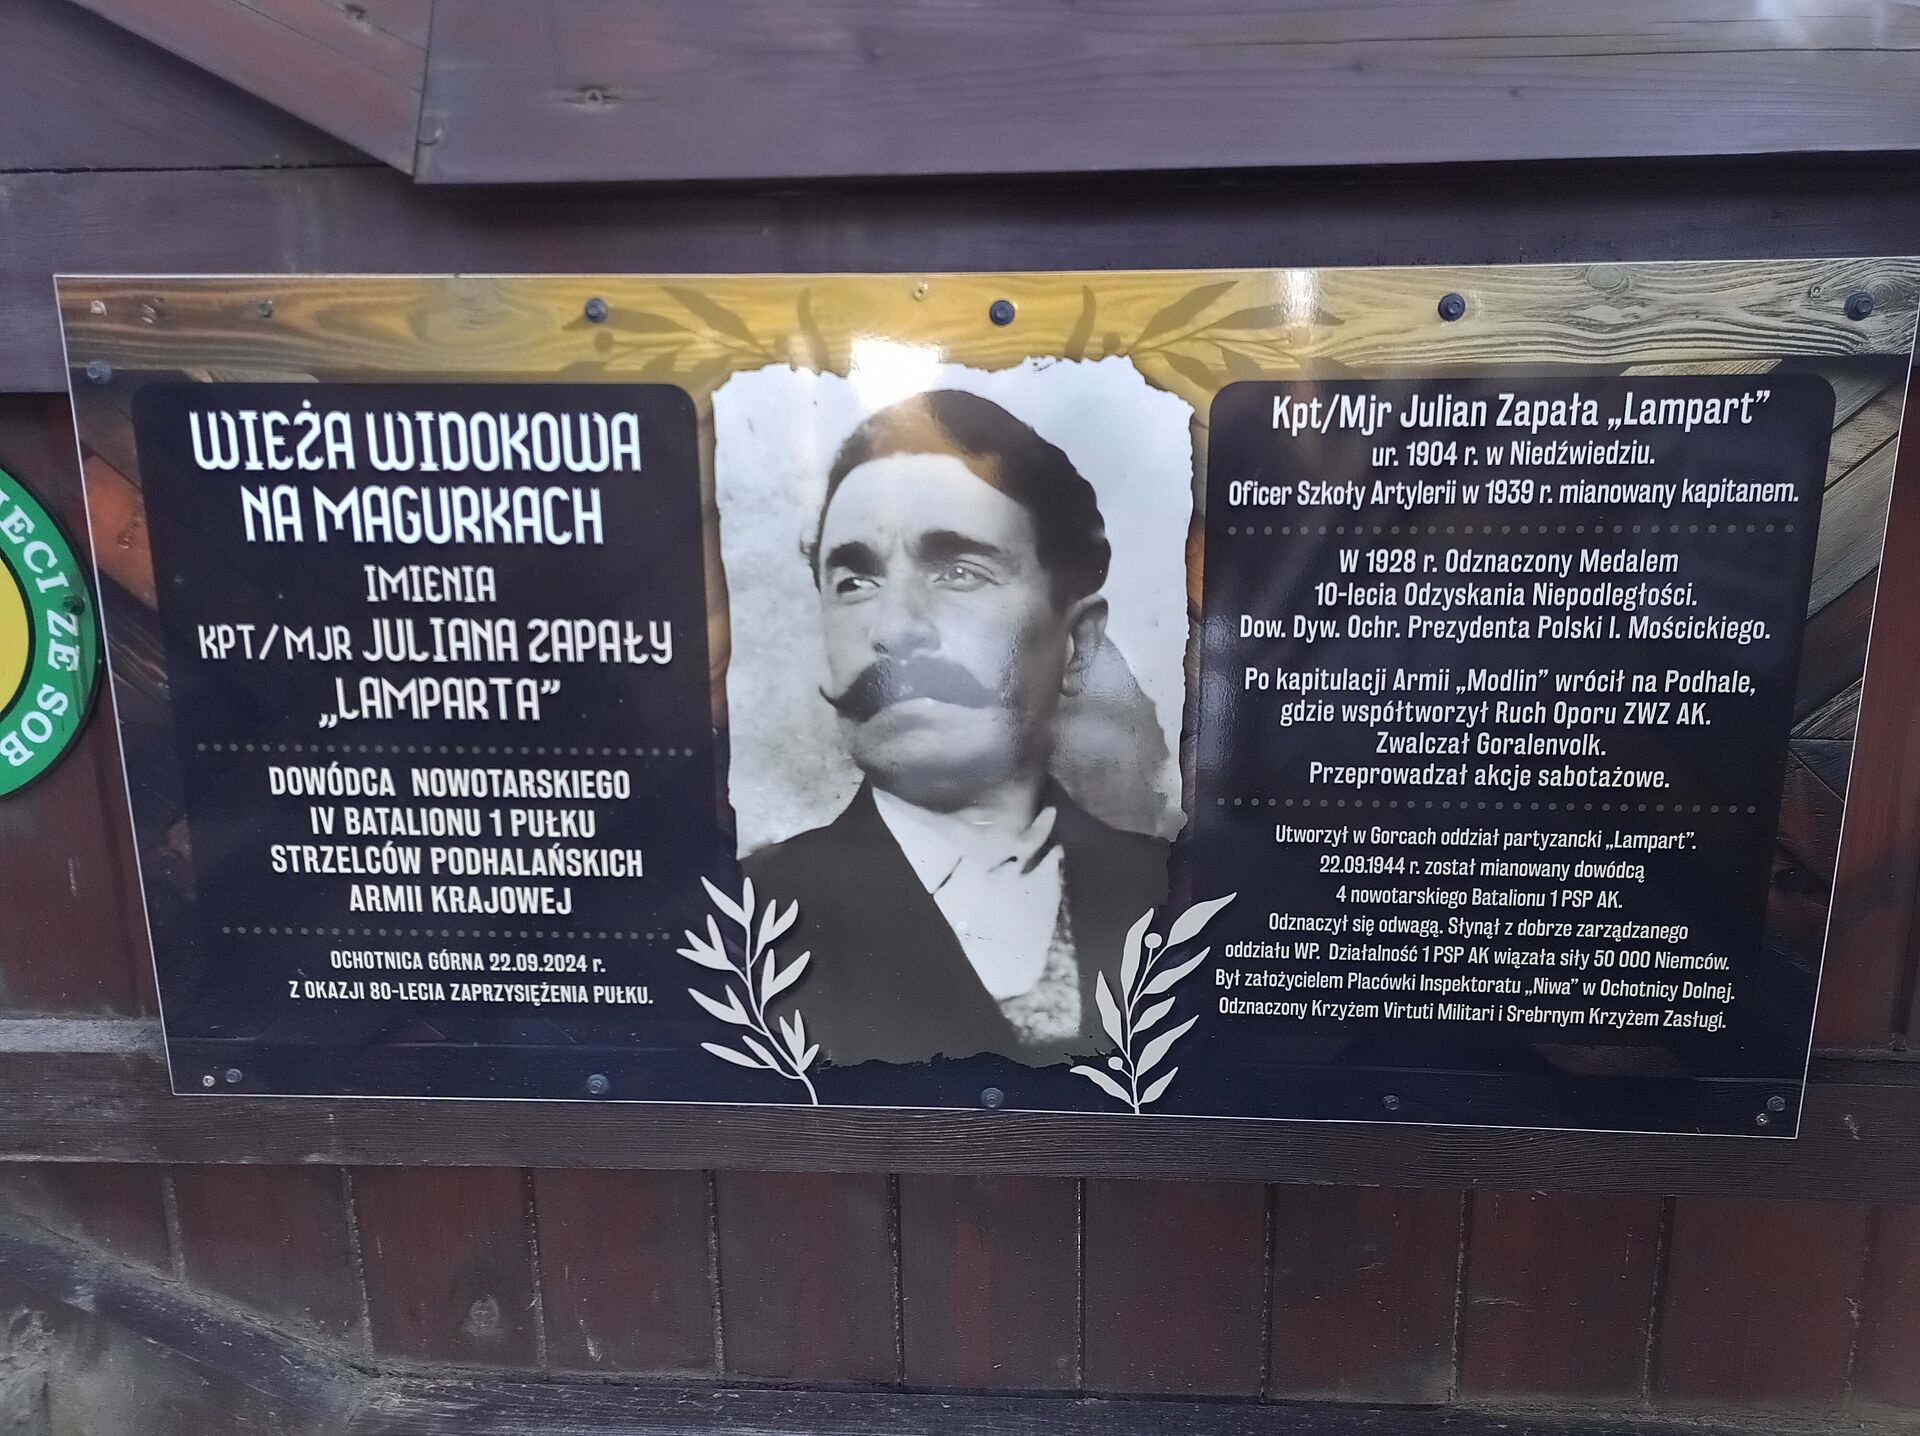 WIEŻA WIDOKOWA
NA MAGURKACH
IMIENIA
KPT/MJR JULIANA ZAPAŁY
„LAMPARTA”
DOWÓDCA NOWOTARSKIEGO
IV BATALIONU 1 PUŁKU
STRZELCÓW PODHALAŃSKICH
ARMII KRAJOWEJ
OCHOTNICA GÓRNA 22.09.2024 r.
Z OKAZJI 80-LECIA ZAPRZYSIĘŻENIA PUŁKU.
Kpt/Mjr Julian Zapała „Lampart”
ur. 1904 r. w Niedźwiedziu.
Oficer Szkoły Artylerii w 1939 r. mianowany kapitanem.
W 1928 r. Odznaczony Medalem
10-lecia Odzyskania Niepodległości.
Dow. Dyw. Ochr. Prezydenta Polski I. Mościckiego.
Po kapitulacji Armii „Modlin” wrócił na Podhale,
gdzie współtworzył Ruch Oporu ZWZ AK.
Zwalczał Goralenvolk.
Przeprowadzał akcje sabotażowe.
Utworzył w Gorcach oddział partyzancki „Lampart”.
22.09.1944 r. został mianowany dowódcą
4 nowotarskiego Batalionu 1 PSP AK.
Odznaczył się odwagą. Słynął z dobrze zarządzanego
oddziału WP. Działalność 1 PSP AK wiązała siły 50 000 Niemców.
Był założycielem Placówki Inspektoratu „Niwa” w Ochotnicy Dolnej.
Odznaczony Krzyżem Virtuti Militari i Srebrnym Krzyżem Zasługi.
IECI ZE SOB